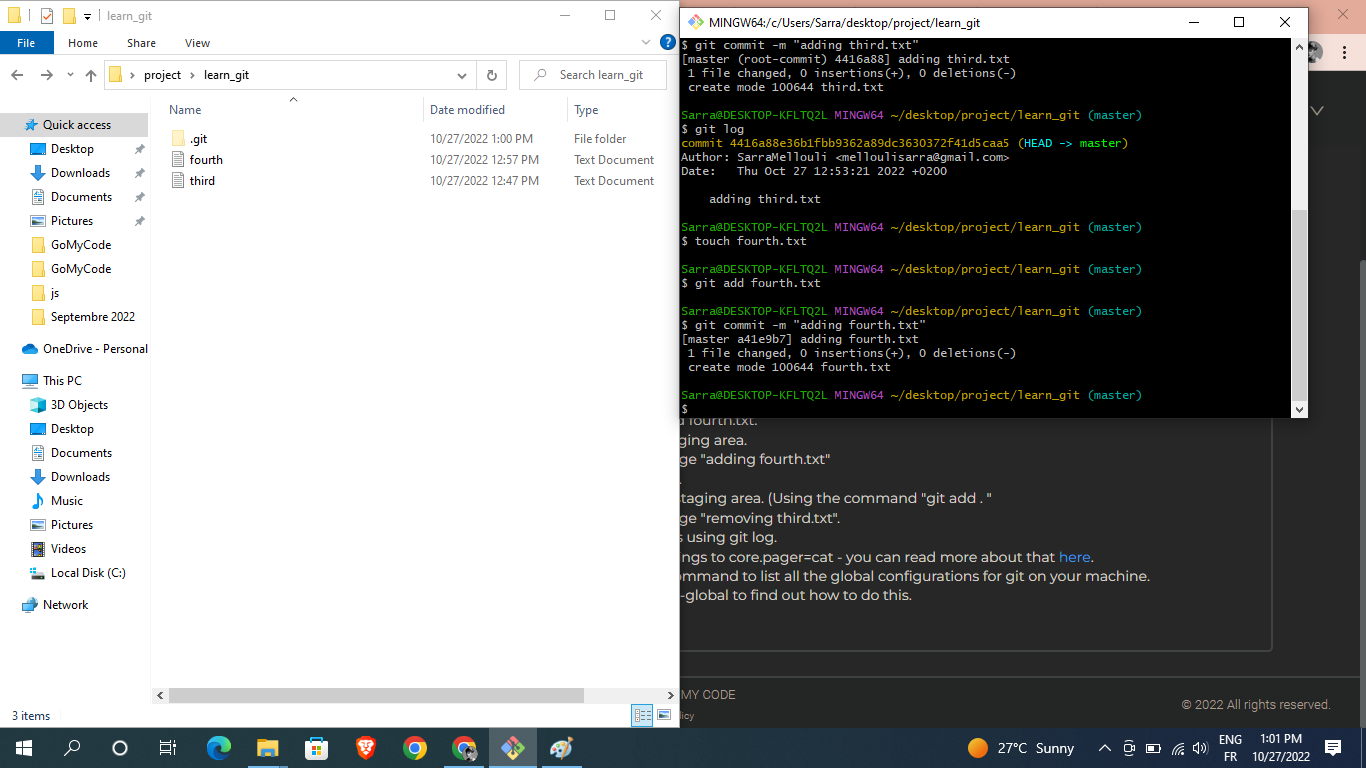 learn_git
File
Home
Share
View
project
learn_git
Search learn_git
Name
Date modified
Type
.git
10/27/2022 1:00 PM
File folder
fourth
10/27/2022 12:57 PM
Text Document
third
10/27/2022 12:47 PM
Text Document
Quick access
Desktop
Downloads
Documents
Pictures
GoMyCode
GoMyCode
js
Septembre 2022
OneDrive - Personal
This PC
3D Objects
Desktop
Documents
Downloads
Music
Pictures
Videos
Local Disk (C:)
Network
3 items
MINGW64:/c/Users/Sarra/desktop/project/learn_git
$ git commit -m "adding third.txt"
[master (root-commit) 4416a88] adding third.txt
1 file changed, 0 insertions(+), 0 deletions(-)
create mode 100644 third.txt
Sarra@DESKTOP-KFLTQ2L MINGW64 ~/desktop/project/learn_git (master)
$ git log
commit 4416a88e36b1fbb9362a89dc3630372f41d5caa5 (HEAD -> master)
Author: SarraMellouli <melloulisarra@gmail.com>
Date: Thu Oct 27 12:53:21 2022 +0200
adding third.txt
Sarra@DESKTOP-KFLTQ2L MINGW64 ~/desktop/project/learn_git (master)
$ touch fourth.txt
Sarra@DESKTOP-KFLTQ2L MINGW64 ~/desktop/project/learn_git (master)
$ git add fourth.txt
Sarra@DESKTOP-KFLTQ2L MINGW64 ~/desktop/project/learn_git (master)
$ git commit -m "adding fourth.txt"
[master a41e9b7] adding fourth.txt
1 file changed, 0 insertions(+), 0 deletions(-)
create mode 100644 fourth.txt
Sarra@DESKTOP-KFLTQ2L MINGW64 ~/desktop/project/learn_git (master)
$
d fourth.txt.
ging area.
ge "adding fourth.txt"
.
taging area. (Using the command "git add . "
ge "removing third.txt".
s using git log.
ings to core.pager=cat - you can read more about that here.
ommand to list all the global configurations for git on your machine.
-global to find out how to do this.
MY CODE
licy
© 2022 All rights reserved.
27°C Sunny
ENG
FR
1:01 PM
10/27/2022